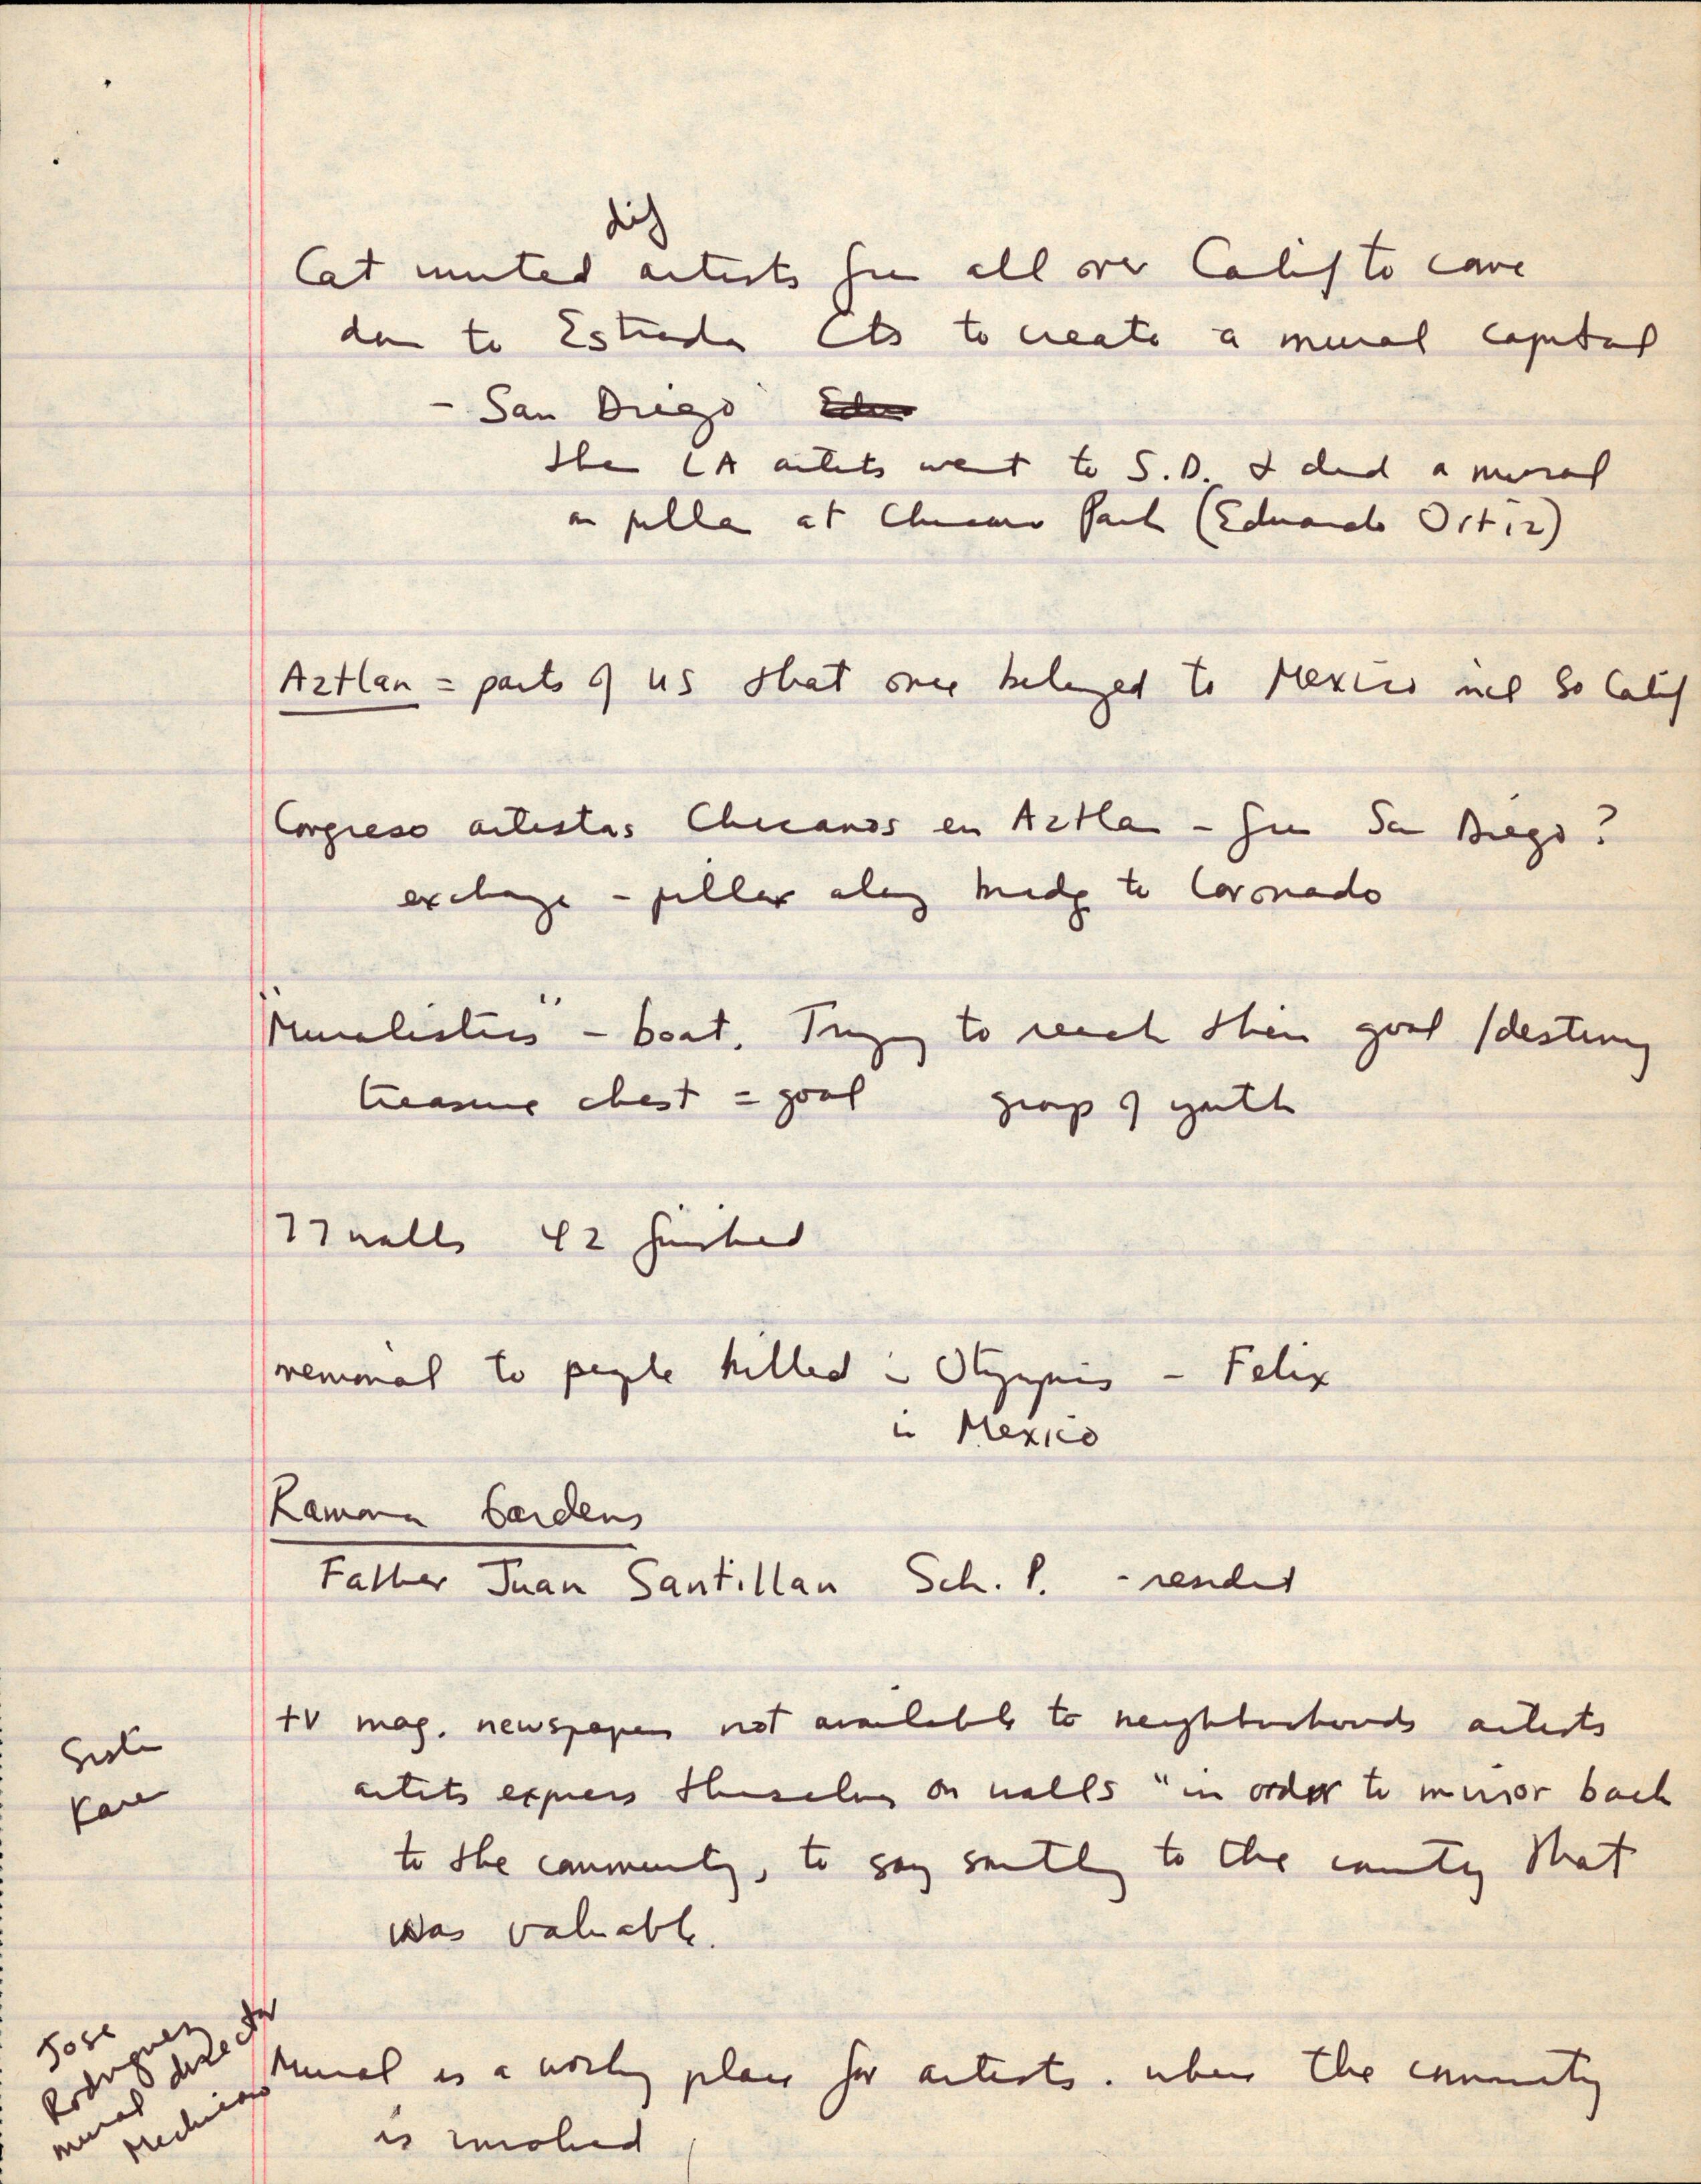 dif
Cat invited artists from all over Calif to come
down to Estrada Cts to create a mural capital
- San Diego
then LA artists went to S.D. & did a mural
on pillar at Chicano Park (Eduardo Ortiz)
Aztlan = parts of US that once belonged to Mexico incl So Calif
Congreso artistas Chicanos en Aztlan - from San Diego ?
exchange - pillar along bridge to Coronado
- boat. Trying to reach their goal / destiny
treasure chest = goal group of youth
77 walls 42 finished
memorial to people killed in Olympics - Felix
in Mexico
Ramona Gardens
Father Juan Santillan Sch. P. - resident
Sister
Karen
tv mag. newspapers not available to neighborhoods artists
artists express themselves on walls "in order to mirror back
to the community, to say something to the community that
was valuable.
Jose
Rodriguez
mural director
Mechicano
Mural is a working place for artists. where the community
is involved